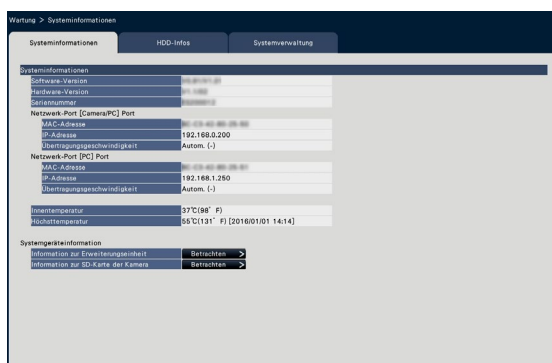 Wartung > Systeminformationen
Systeminformationen HDD-Infos Systemverwaltung
Systeminformationen
Software-Version
Hardware-Version
Seriennummer
Netzwerk-Port [Camera/PC] Port
MAC-Adresse
IP-Adresse 192.168.0.200
Übertragungsgeschwindigkeit Autom. (-)
Netzwerk-Port [PC] Port
MAC-Adresse
IP-Adresse 192.168.1.250
Übertragungsgeschwindigkeit Autom. (-)
Innentemperatur 37℃(98° F)
Höchsttemperatur 55℃(131° F) [2016/01/01 14:14]
Systemgeräteinformation
Information zur Erweiterungseinheit Betrachten >
Information zur SD-Karte der Kamera Betrachten >